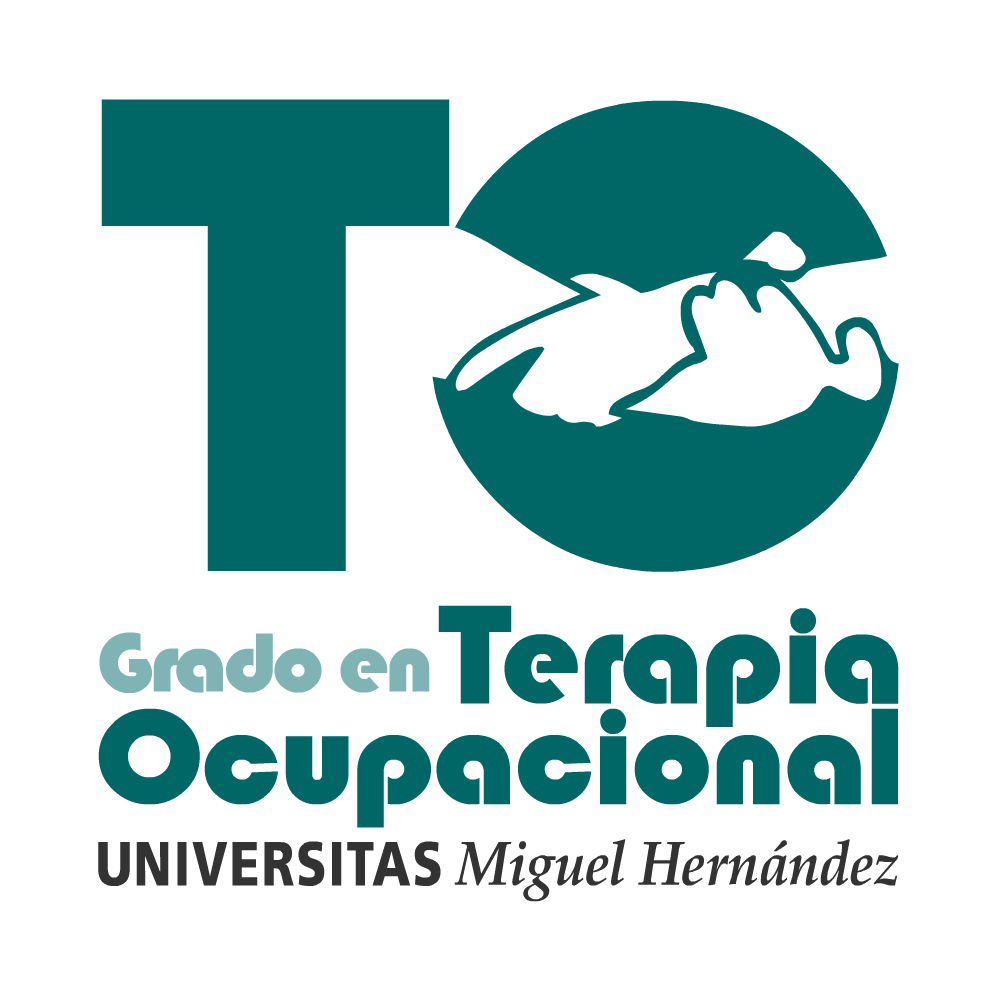 TO
Grado en Terapia
Ocupacional
UNIVERSITAS Miguel Hernández